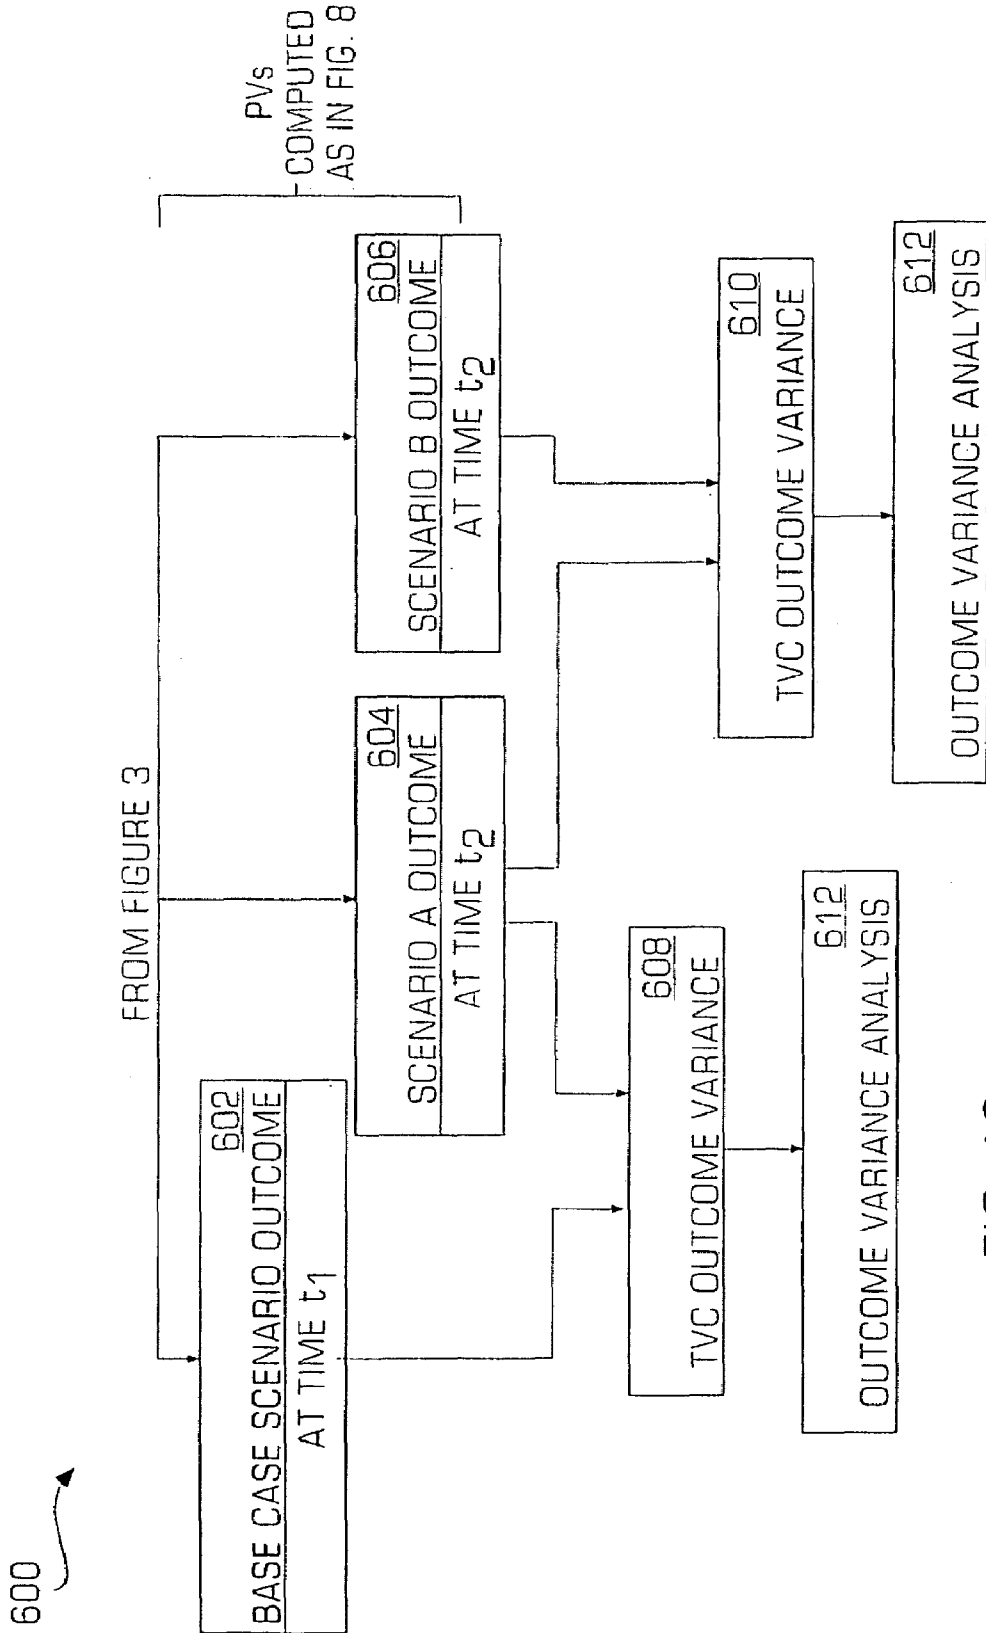 600
FROM FIGURE 3
PVs
COMPUTED
AS IN FIG. 8
602
BASE CASE SCENARIO OUTCOME
AT TIME t1
604
SCENARIO A OUTCOME
AT TIME t2
606
SCENARIO B OUTCOME
AT TIME t2
608
TVC OUTCOME VARIANCE
610
TVC OUTCOME VARIANCE
612
OUTCOME VARIANCE ANALYSIS
612
OUTCOME VARIANCE ANALYSIS